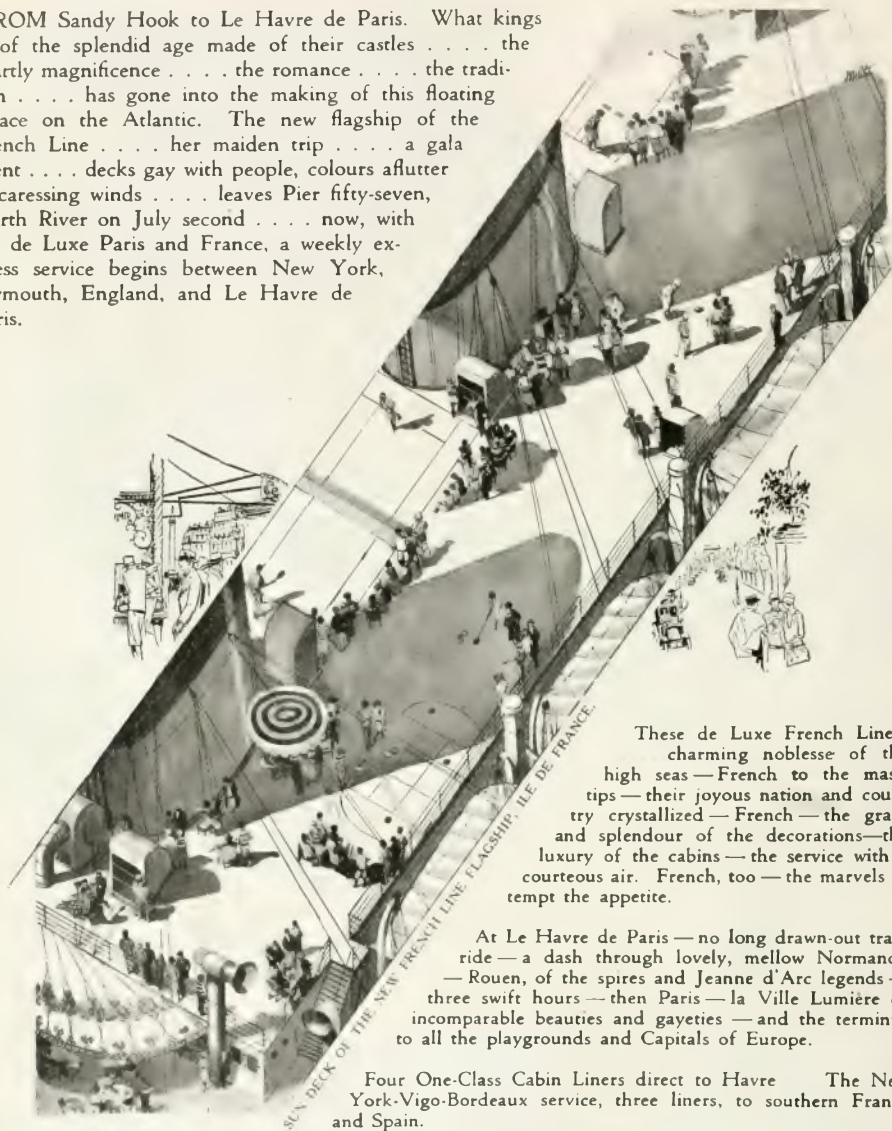 ROM Sandy Hook to Le Havre de Paris. What kings
of the splendid age made of their castles . . . . the
rtly magnificence . . . . the romance . . . . the tradi-
n . . . . has gone into the making of this floating
ace on the Atlantic. The new flagship of the
ench Line . . . . her maiden trip . . . . a gala
ent . . . . decks gay with people, colours aflutter
caressing winds . . . . leaves Pier fifty-seven,
rth River on July second . . . . now, with
de Luxe Paris and France, a weekly ex-
ess service begins between New York,
mouth, England, and Le Havre de
ris.
SUN DECK OF THE NEW FRENCH LINE FLAGSHIP, ILE DE FRANCE.
These de Luxe French Line
charming noblesse of th
high seas — French to the mas
tips — their joyous nation and cou
try crystallized — French — the gra
and splendour of the decorations — th
luxury of the cabins — the service with
courteous air. French, too — the marvels
tempt the appetite.
At Le Havre de Paris — no long drawn-out tra
ride — a dash through lovely, mellow Normand
— Rouen, of the spires and Jeanne d'Arc legends -
three swift hours — then Paris — la Ville Lumière
incomparable beauties and gayeties — and the termin
to all the playgrounds and Capitals of Europe.
Four One-Class Cabin Liners direct to Havre The Ne
York-Vigo-Bordeaux service, three liners, to southern Fran
and Spain.